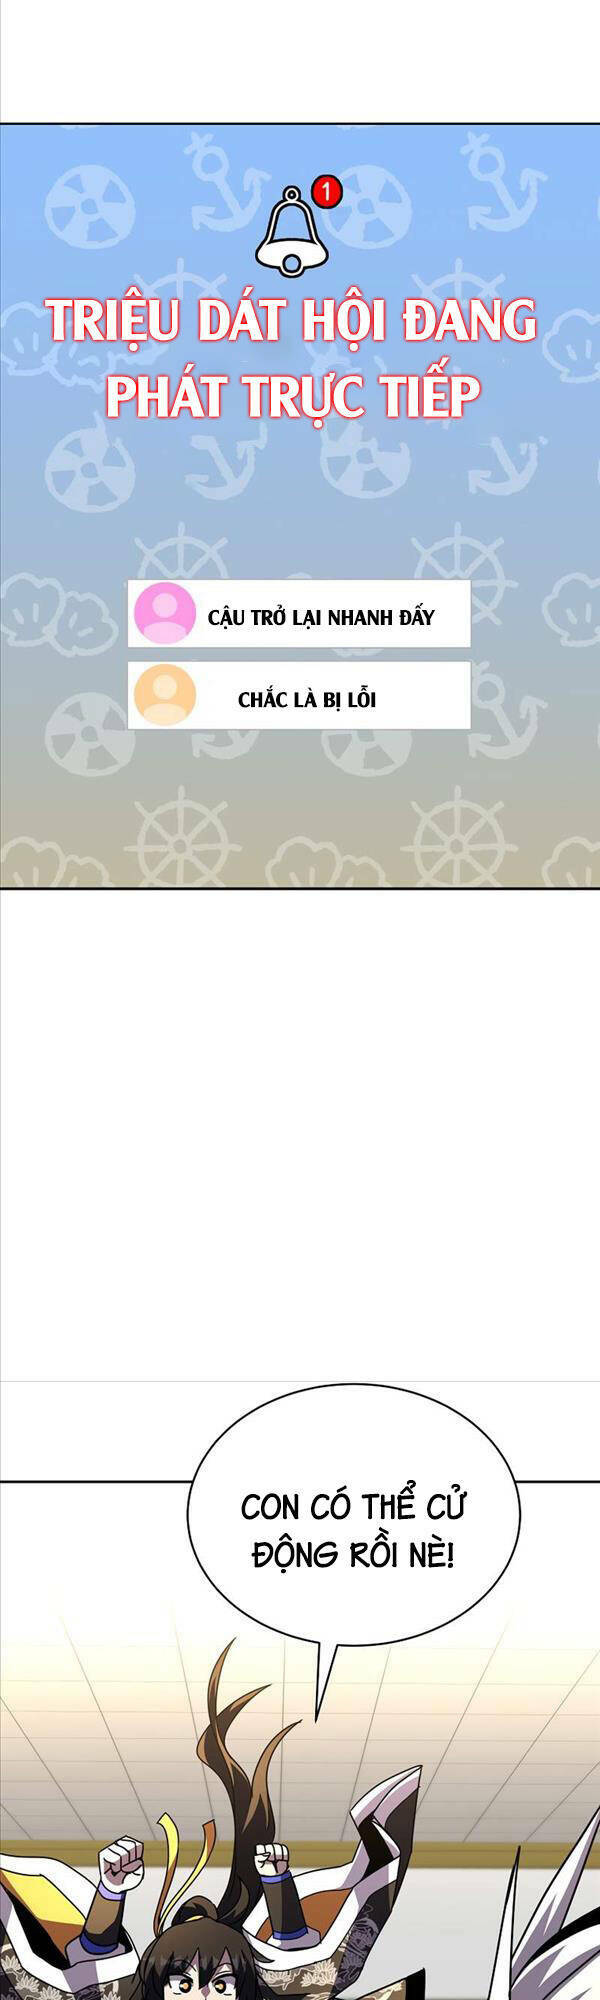 1
TRIỆU DÁT HỘI ĐANG
PHÁT TRỰC TIẾP
CẬU TRỞ LẠI NHANH ĐẤY
CHẮC LÀ BỊ LỖI
CON CÓ THỂ CỬ
ĐỘNG RỒI NÈ!